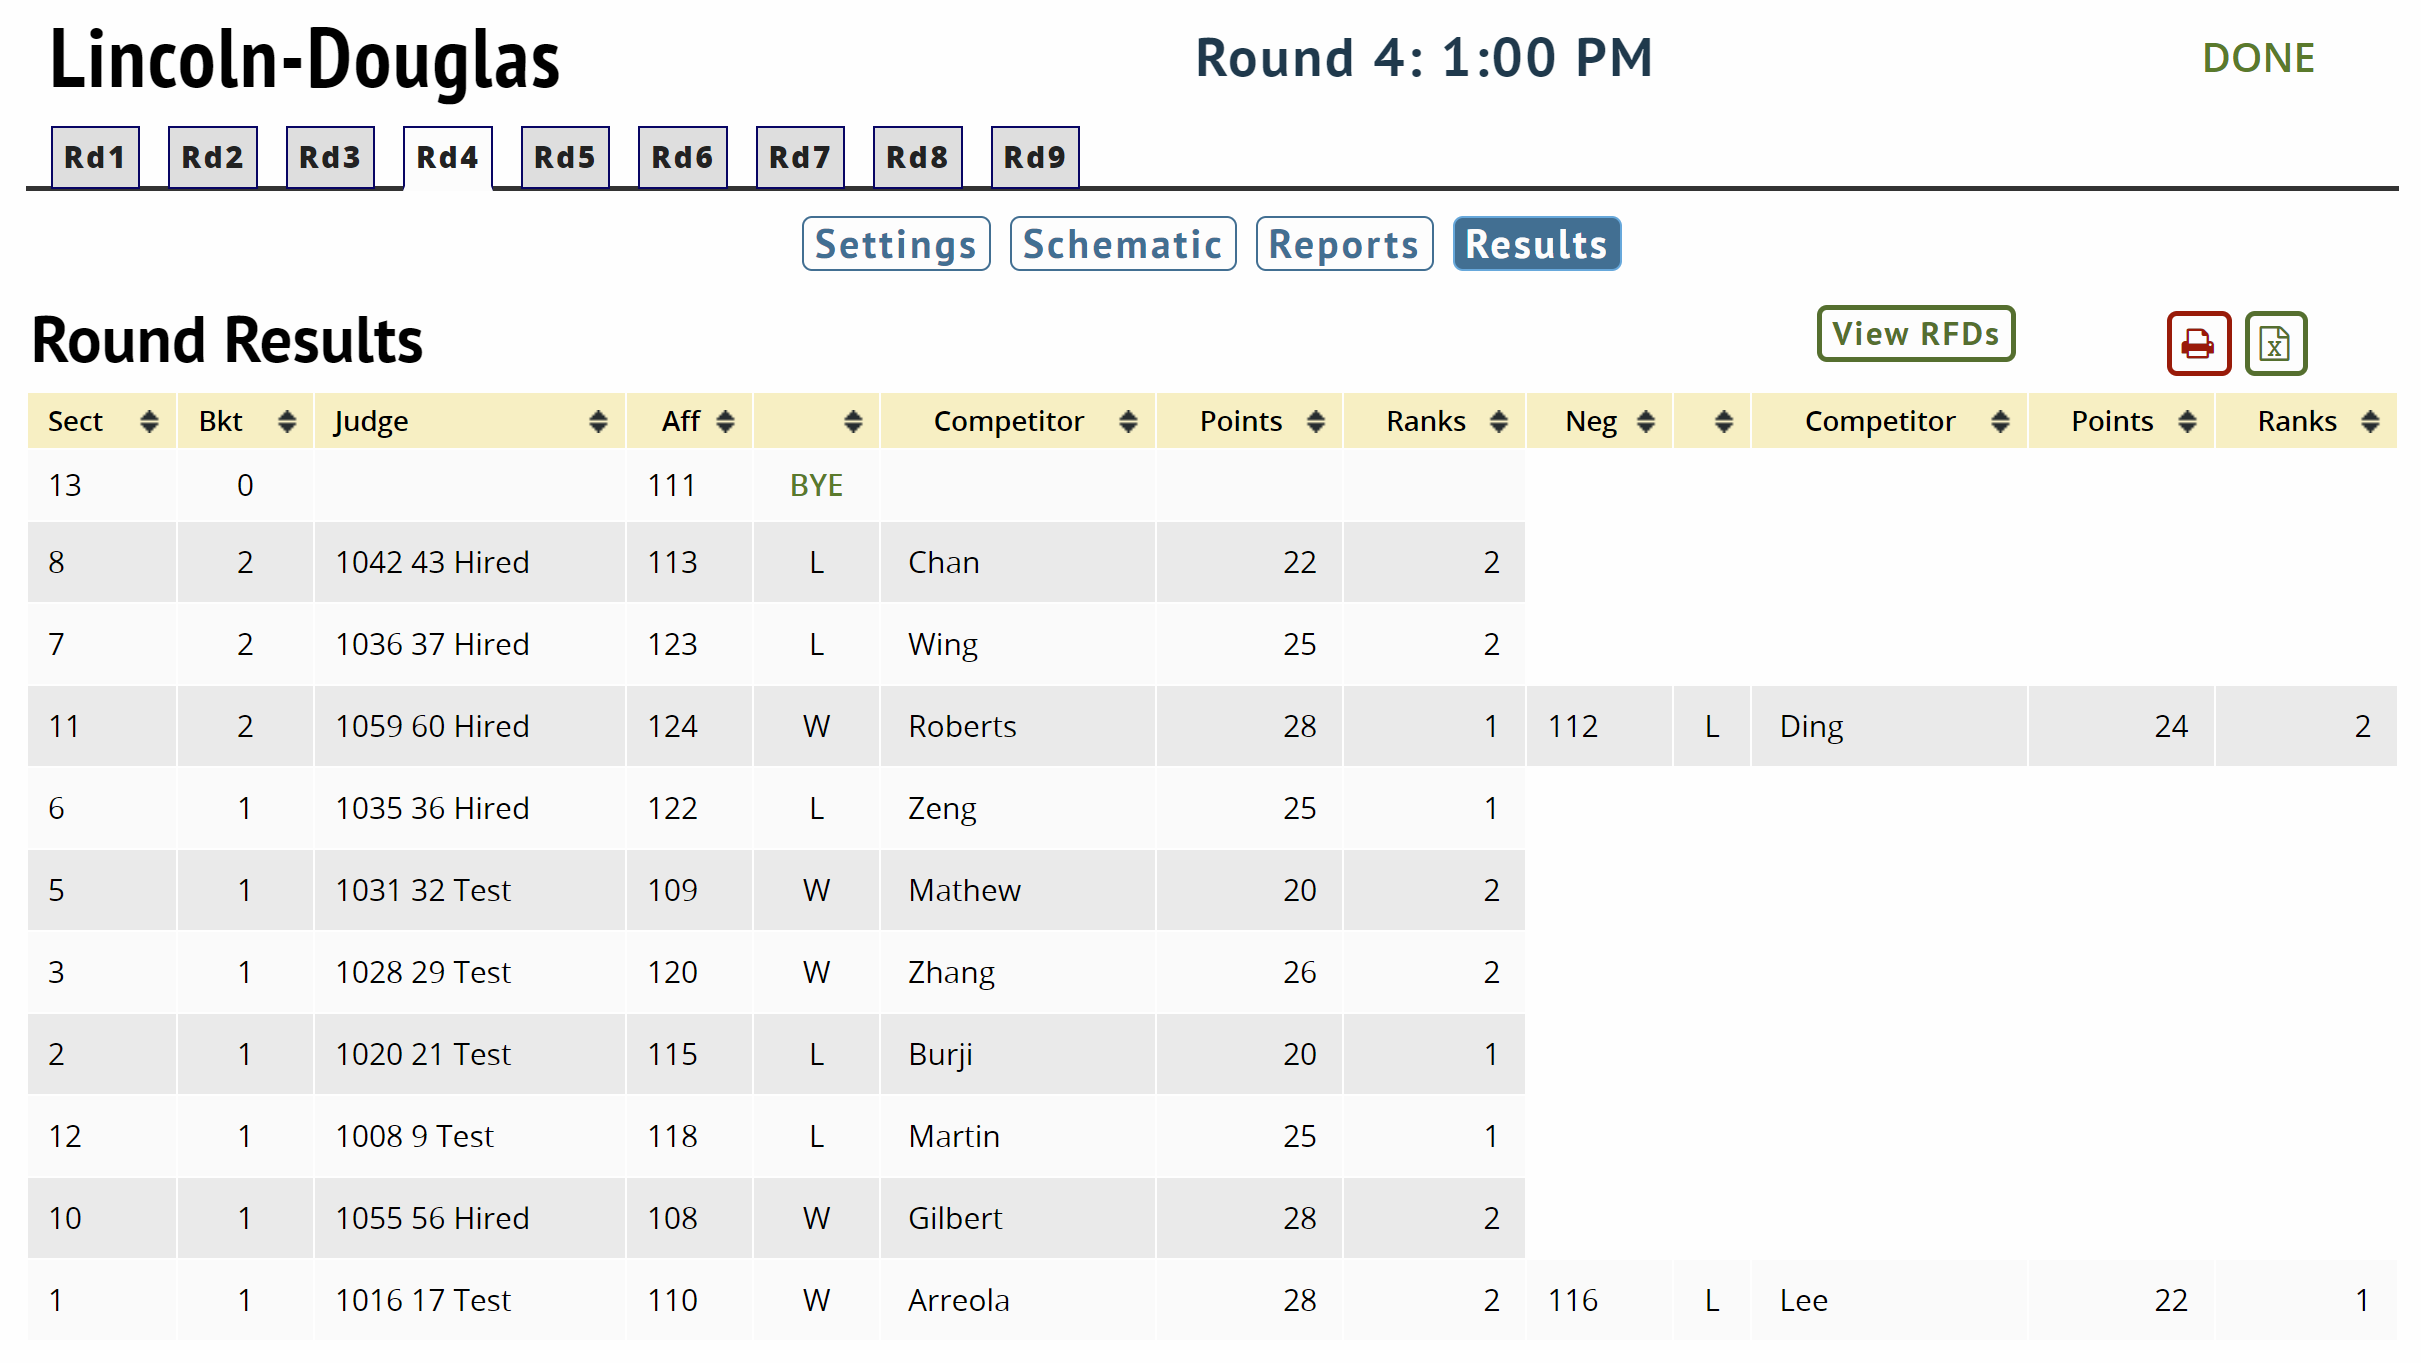 Lincoln-Douglas
Round 4: 1:00 PM
DONE
Rd1 Rd2 Rd3 Rd4 Rd5 Rd6 Rd7 Rd8 Rd9
Settings Schematic Reports Results
Round Results
View RFDs
X
Sect Bkt Judge Aff Competitor Points Ranks Neg Competitor Points Ranks
13 0 111 BYE
8 2 1042 43 Hired 113 L Chan 22 2
7 2 1036 37 Hired 123 L Wing 25 2
11 2 1059 60 Hired 124 W Roberts 28 1 112 L Ding 24 2
6 1 1035 36 Hired 122 L Zeng 25 1
5 1 1031 32 Test 109 W Mathew 20 2
3 1 1028 29 Test 120 W Zhang 26 2
2 1 1020 21 Test 115 L Burji 20 1
12 1 1008 9 Test 118 L Martin 25 1
10 1 1055 56 Hired 108 W Gilbert 28 2
1 1 1016 17 Test 110 W Arreola 28 2 116 L Lee 22 1